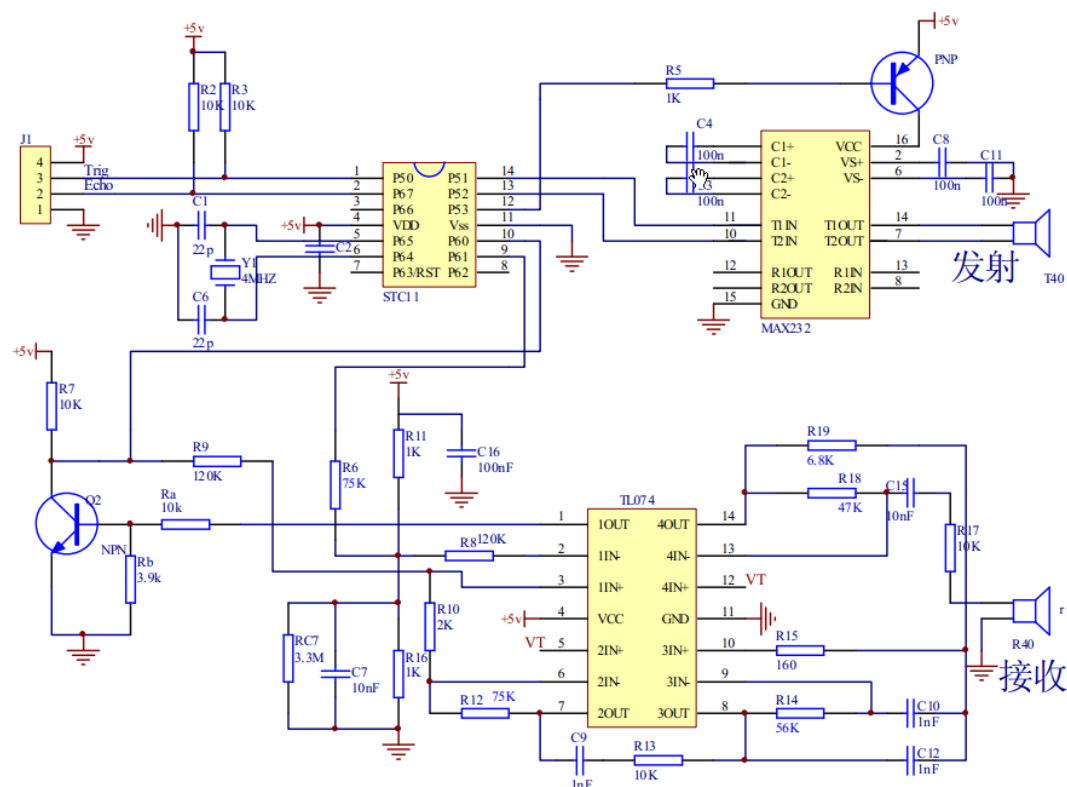 +5v
+5v
R2
10K
R3
10K
R5
1K
PNP
J1
4
3
2
1
+5v
Trig
Echo
C1
22p
Y1
4MHZ
C6
22p
+5v
C2
1 P50 P51 14
2 P67 P52 13
3 P66 P53 12
4 VDD Vss 11
5 P65 P60 10
6 P64 P61 9
7 P63/RST P62 8
STC11
C4
100n
100n
C1+ VCC 16
C1- VS+ 2
C2+ VS- 6
C2-
11 T1IN T1OUT 14
10 T2IN T2OUT 7
12 R1OUT R1IN 13
R2OUT R2IN 8
15 GND
MAX232
C8
100n
C11
100n
发射
T40
+5v
R7
10K
R9
120K
Q2
NPN
Ra
10k
Rb
3.9k
R6
75K
+5v
R11
1K
C16
100nF
R8
120K
RC7
3.3M
C7
10nF
R16
1K
R10
2K
R12
75K
C9
1nF
R13
10K
TL074
1 1OUT 4OUT 14
2 1IN- 4IN- 13
3 1IN+ 4IN+ 12 VT
+5v 4 VCC GND 11
VT 5 2IN+ 3IN+ 10
6 2IN- 3IN- 9
7 2OUT 3OUT 8
R19
6.8K
R18
47K
C15
10nF
R17
10K
R15
160
R14
56K
C10
1nF
C12
1nF
r
R40
接收